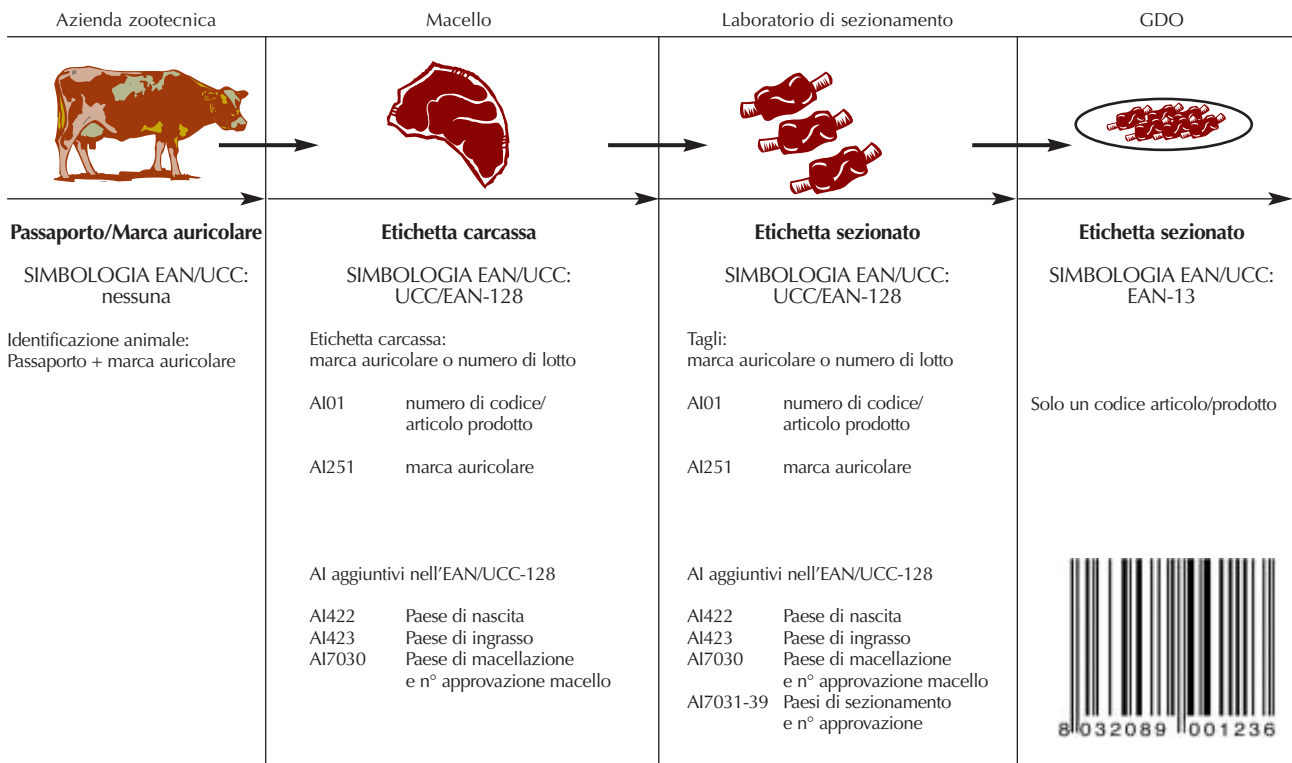 Azienda zootecnica
Macello
Laboratorio di sezionamento
GDO
Passaporto/Marca auricolare
SIMBOLOGIA EAN/UCC:
nessuna
Identificazione animale:
Passaporto + marca auricolare
Etichetta carcassa
SIMBOLOGIA EAN/UCC:
UCC/EAN-128
Etichetta carcassa:
marca auricolare o numero di lotto
AI01 numero di codice/
articolo prodotto
AI251 marca auricolare
AI aggiuntivi nell'EAN/UCC-128
AI422 Paese di nascita
AI423 Paese di ingrasso
AI7030 Paese di macellazione
e n° approvazione macello
Etichetta sezionato
SIMBOLOGIA EAN/UCC:
UCC/EAN-128
Tagli:
marca auricolare o numero di lotto
AI01 numero di codice/
articolo prodotto
AI251 marca auricolare
AI aggiuntivi nell'EAN/UCC-128
AI422 Paese di nascita
AI423 Paese di ingrasso
AI7030 Paese di macellazione
e n° approvazione macello
AI7031-39 Paesi di sezionamento
e n° approvazione
Etichetta sezionato
SIMBOLOGIA EAN/UCC:
EAN-13
Solo un codice articolo/prodotto
8 032089 001236